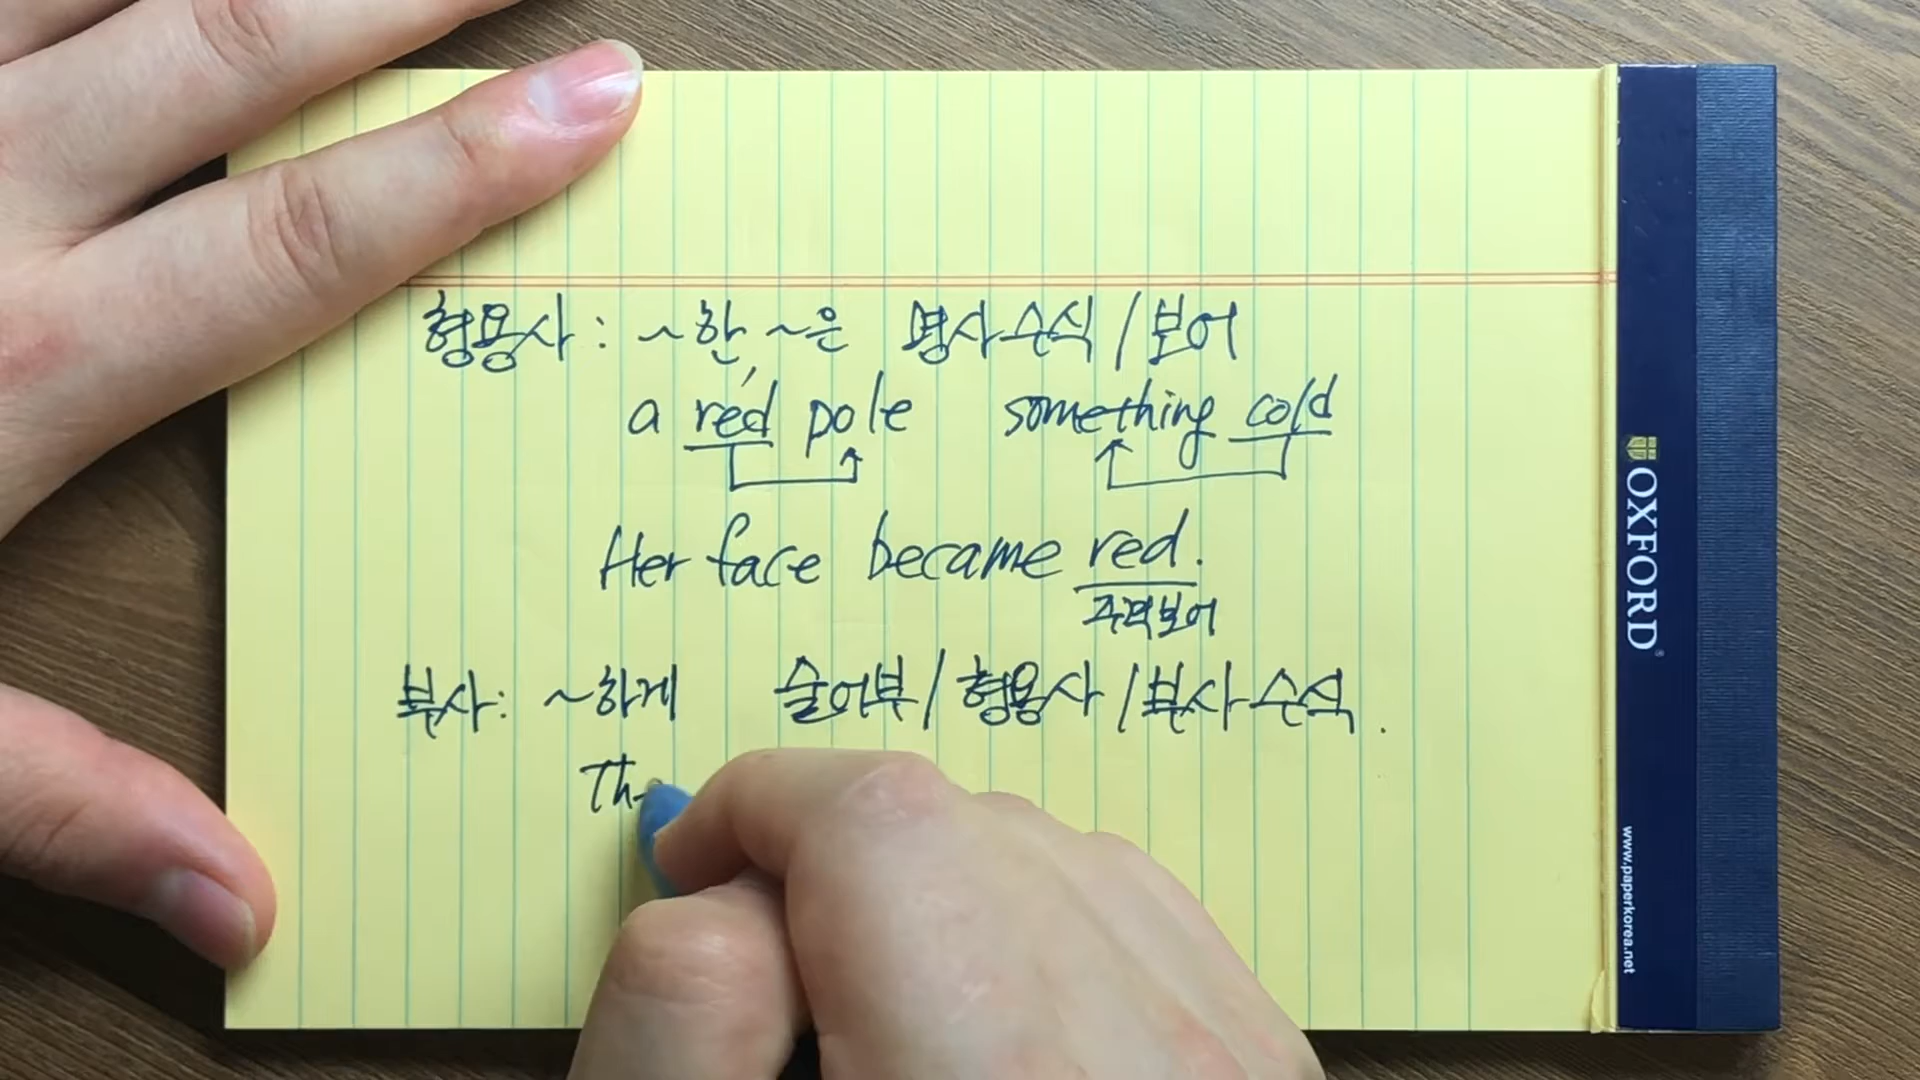 형용사 : ~한, ~은 명사수식 / 보어
a red pole something cold
Her face became red.
주격보어
부사 : ~하게 술어부 / 형용사 / 부사 수식.
Th
OXFORD
www.paperkorea.net